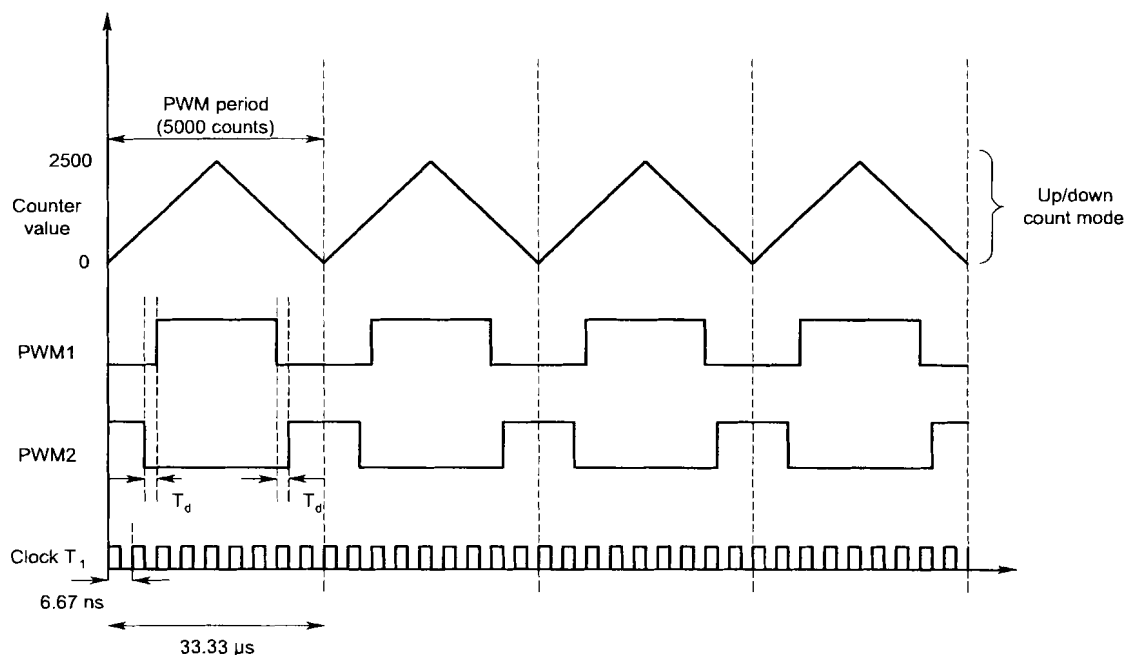 PWM period
(5000 counts)
2500
Counter
value
0
Up/down
count mode
PWM1
PWM2
T_d
T_d
Clock T_1
6.67 ns
33.33 µs